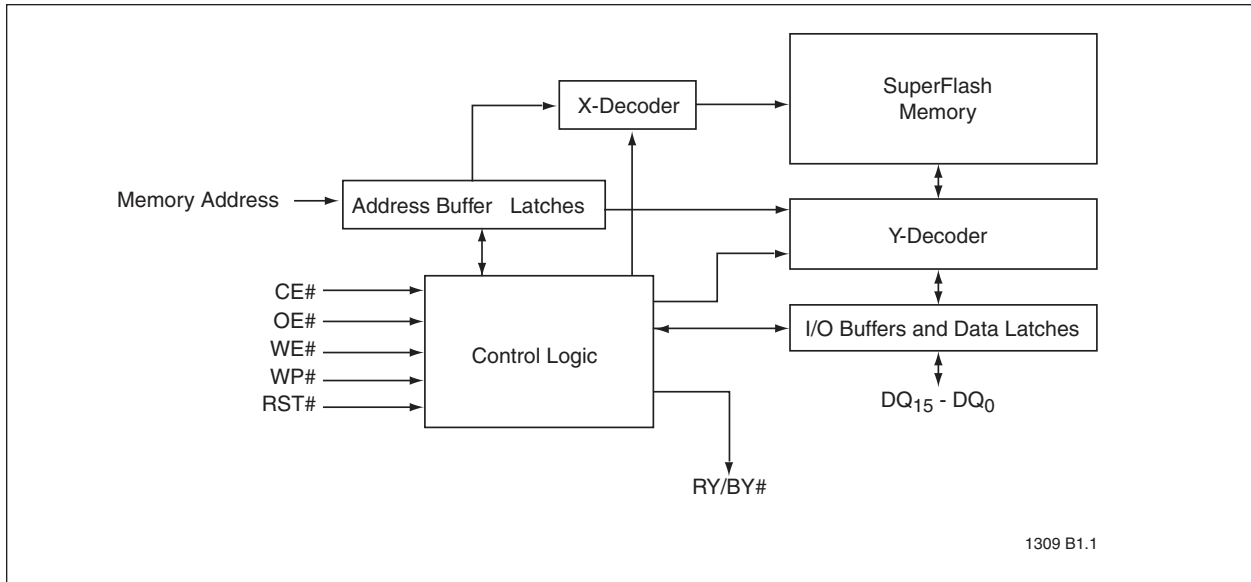 SuperFlash
Memory
X-Decoder
Memory Address
Address Buffer Latches
Y-Decoder
CE#
OE#
WE#
WP#
RST#
Control Logic
I/O Buffers and Data Latches
DQ15 - DQ0
RY/BY#
1309 B1.1